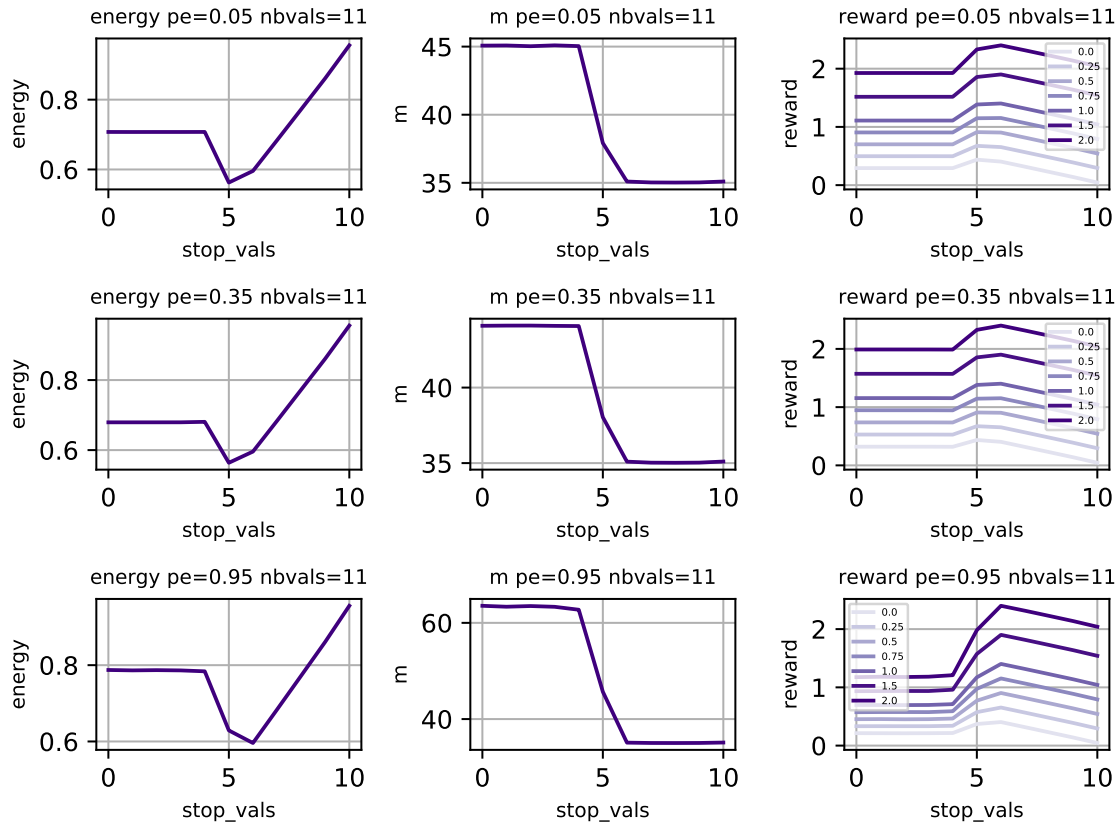 energy pe=0.05 nbvals=11
energy
0.8
0.6
0
5
10
stop_vals
m pe=0.05 nbvals=11
m
45
40
35
0
5
10
stop_vals
reward pe=0.05 nbvals=11
reward
2
1
0
0
5
10
stop_vals
0.0
0.25
0.5
0.75
1.0
1.5
2.0
energy pe=0.35 nbvals=11
energy
0.8
0.6
0
5
10
stop_vals
m pe=0.35 nbvals=11
m
40
35
0
5
10
stop_vals
reward pe=0.35 nbvals=11
reward
2
1
0
0
5
10
stop_vals
0.0
0.25
0.5
0.75
1.0
1.5
2.0
energy pe=0.95 nbvals=11
energy
0.8
0.6
0
5
10
stop_vals
m pe=0.95 nbvals=11
m
60
40
0
5
10
stop_vals
reward pe=0.95 nbvals=11
reward
2
1
0
0
5
10
stop_vals
0.0
0.25
0.5
0.75
1.0
1.5
2.0